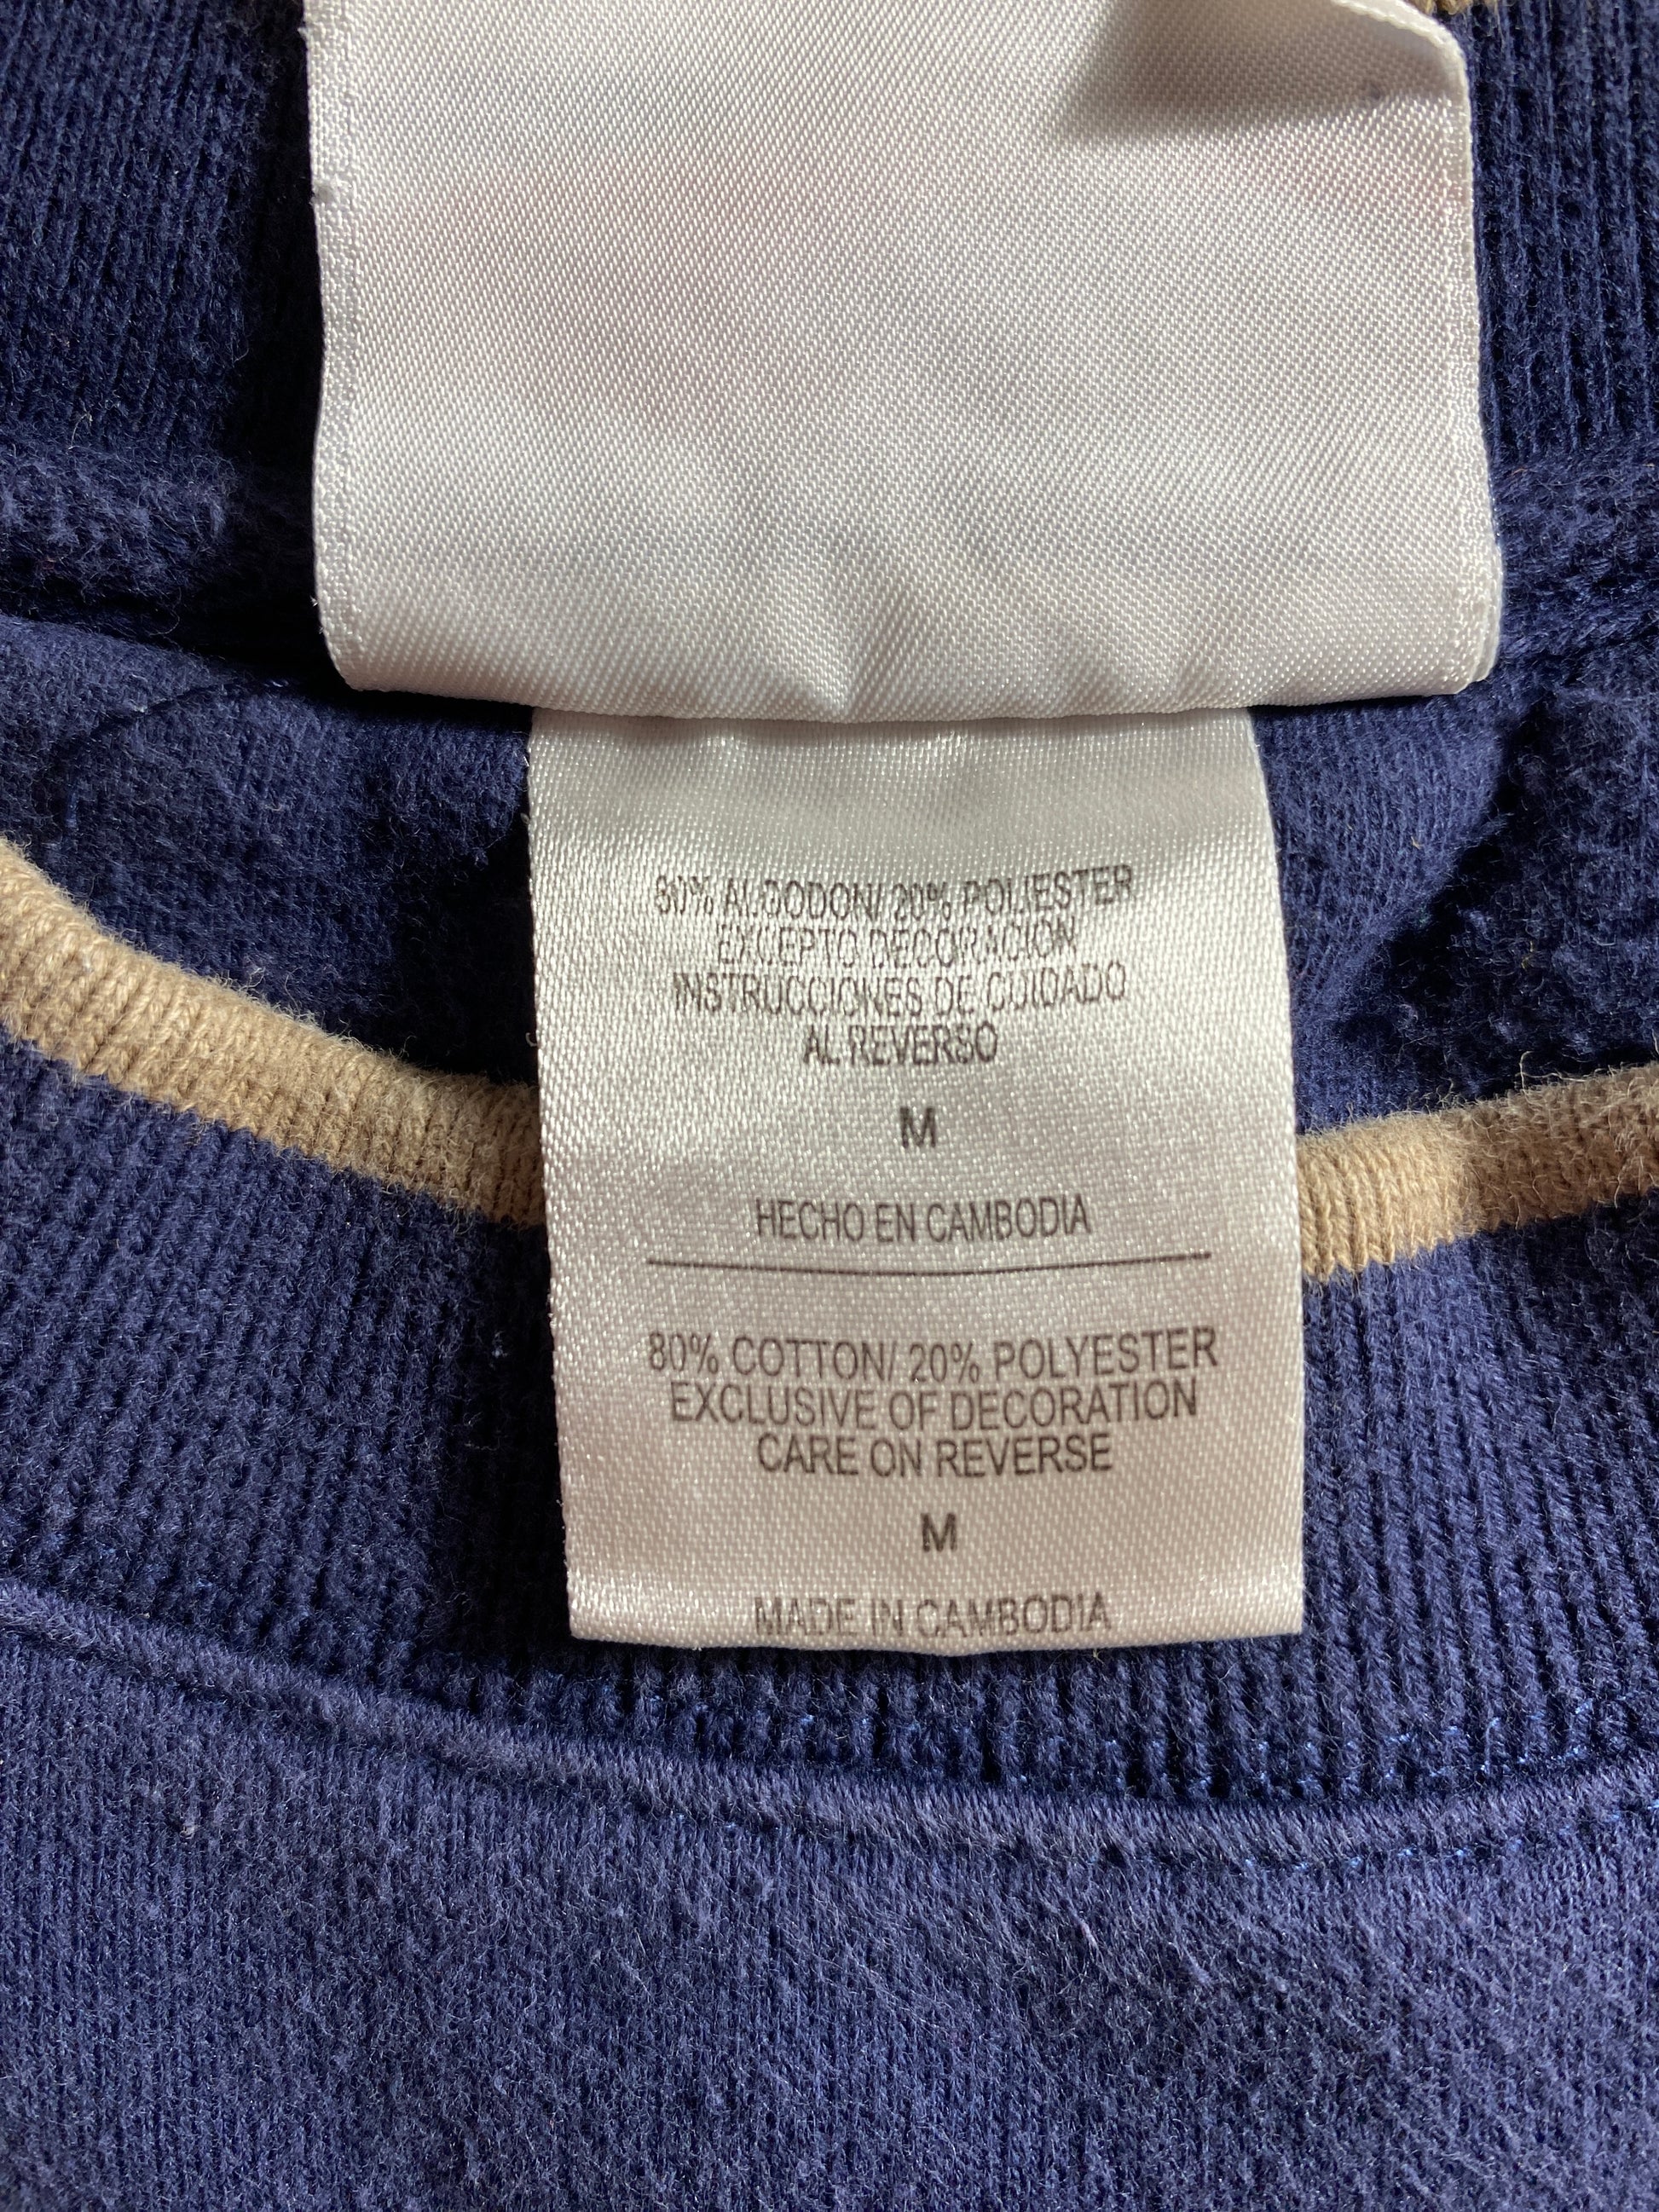 80% ALGODON/ 20% POLIESTER
EXCEPTO DECORACION
INSTRUCCIONES DE CUIDADO
AL REVERSO
M
HECHO EN CAMBODIA
80% COTTON/ 20% POLYESTER
EXCLUSIVE OF DECORATION
CARE ON REVERSE
M
MADE IN CAMBODIA